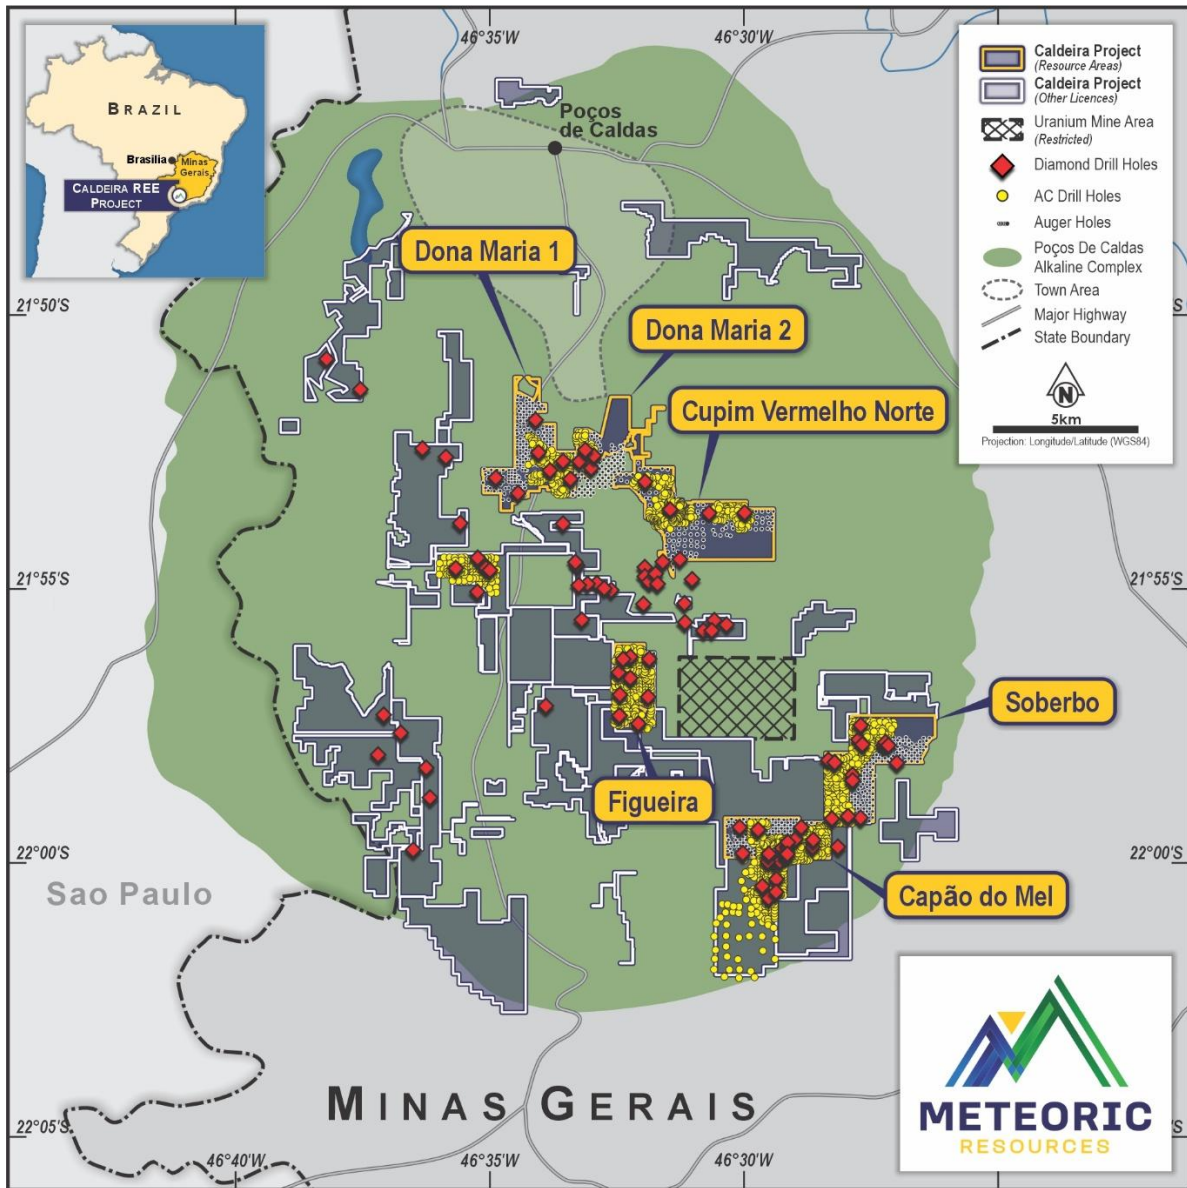 46°35'W
46°30'W
BRAZIL
Brasilia
Minas
Gerais
CALDEIRA REE
PROJECT
Poços
de Caldas
Caldeira Project
(Resource Areas)
Caldeira Project
(Other Licences)
Uranium Mine Area
(Restricted)
Diamond Drill Holes
AC Drill Holes
Auger Holes
Poços De Caldas
Alkaline Complex
Town Area
Major Highway
State Boundary
N
5km
Projection: Longitude/Latitude (WGS84)
Dona Maria 1
21°50'S
S
Dona Maria 2
Cupim Vermelho Norte
21°55'S
21°55'S
Soberbo
Figueira
22°00'S
22°00'S
Sao Paulo
Capão do Mel
MINAS GERAIS
METEORIC
RESOURCES
22°05'S
S
46°40'W
46°35'W
46°30'W